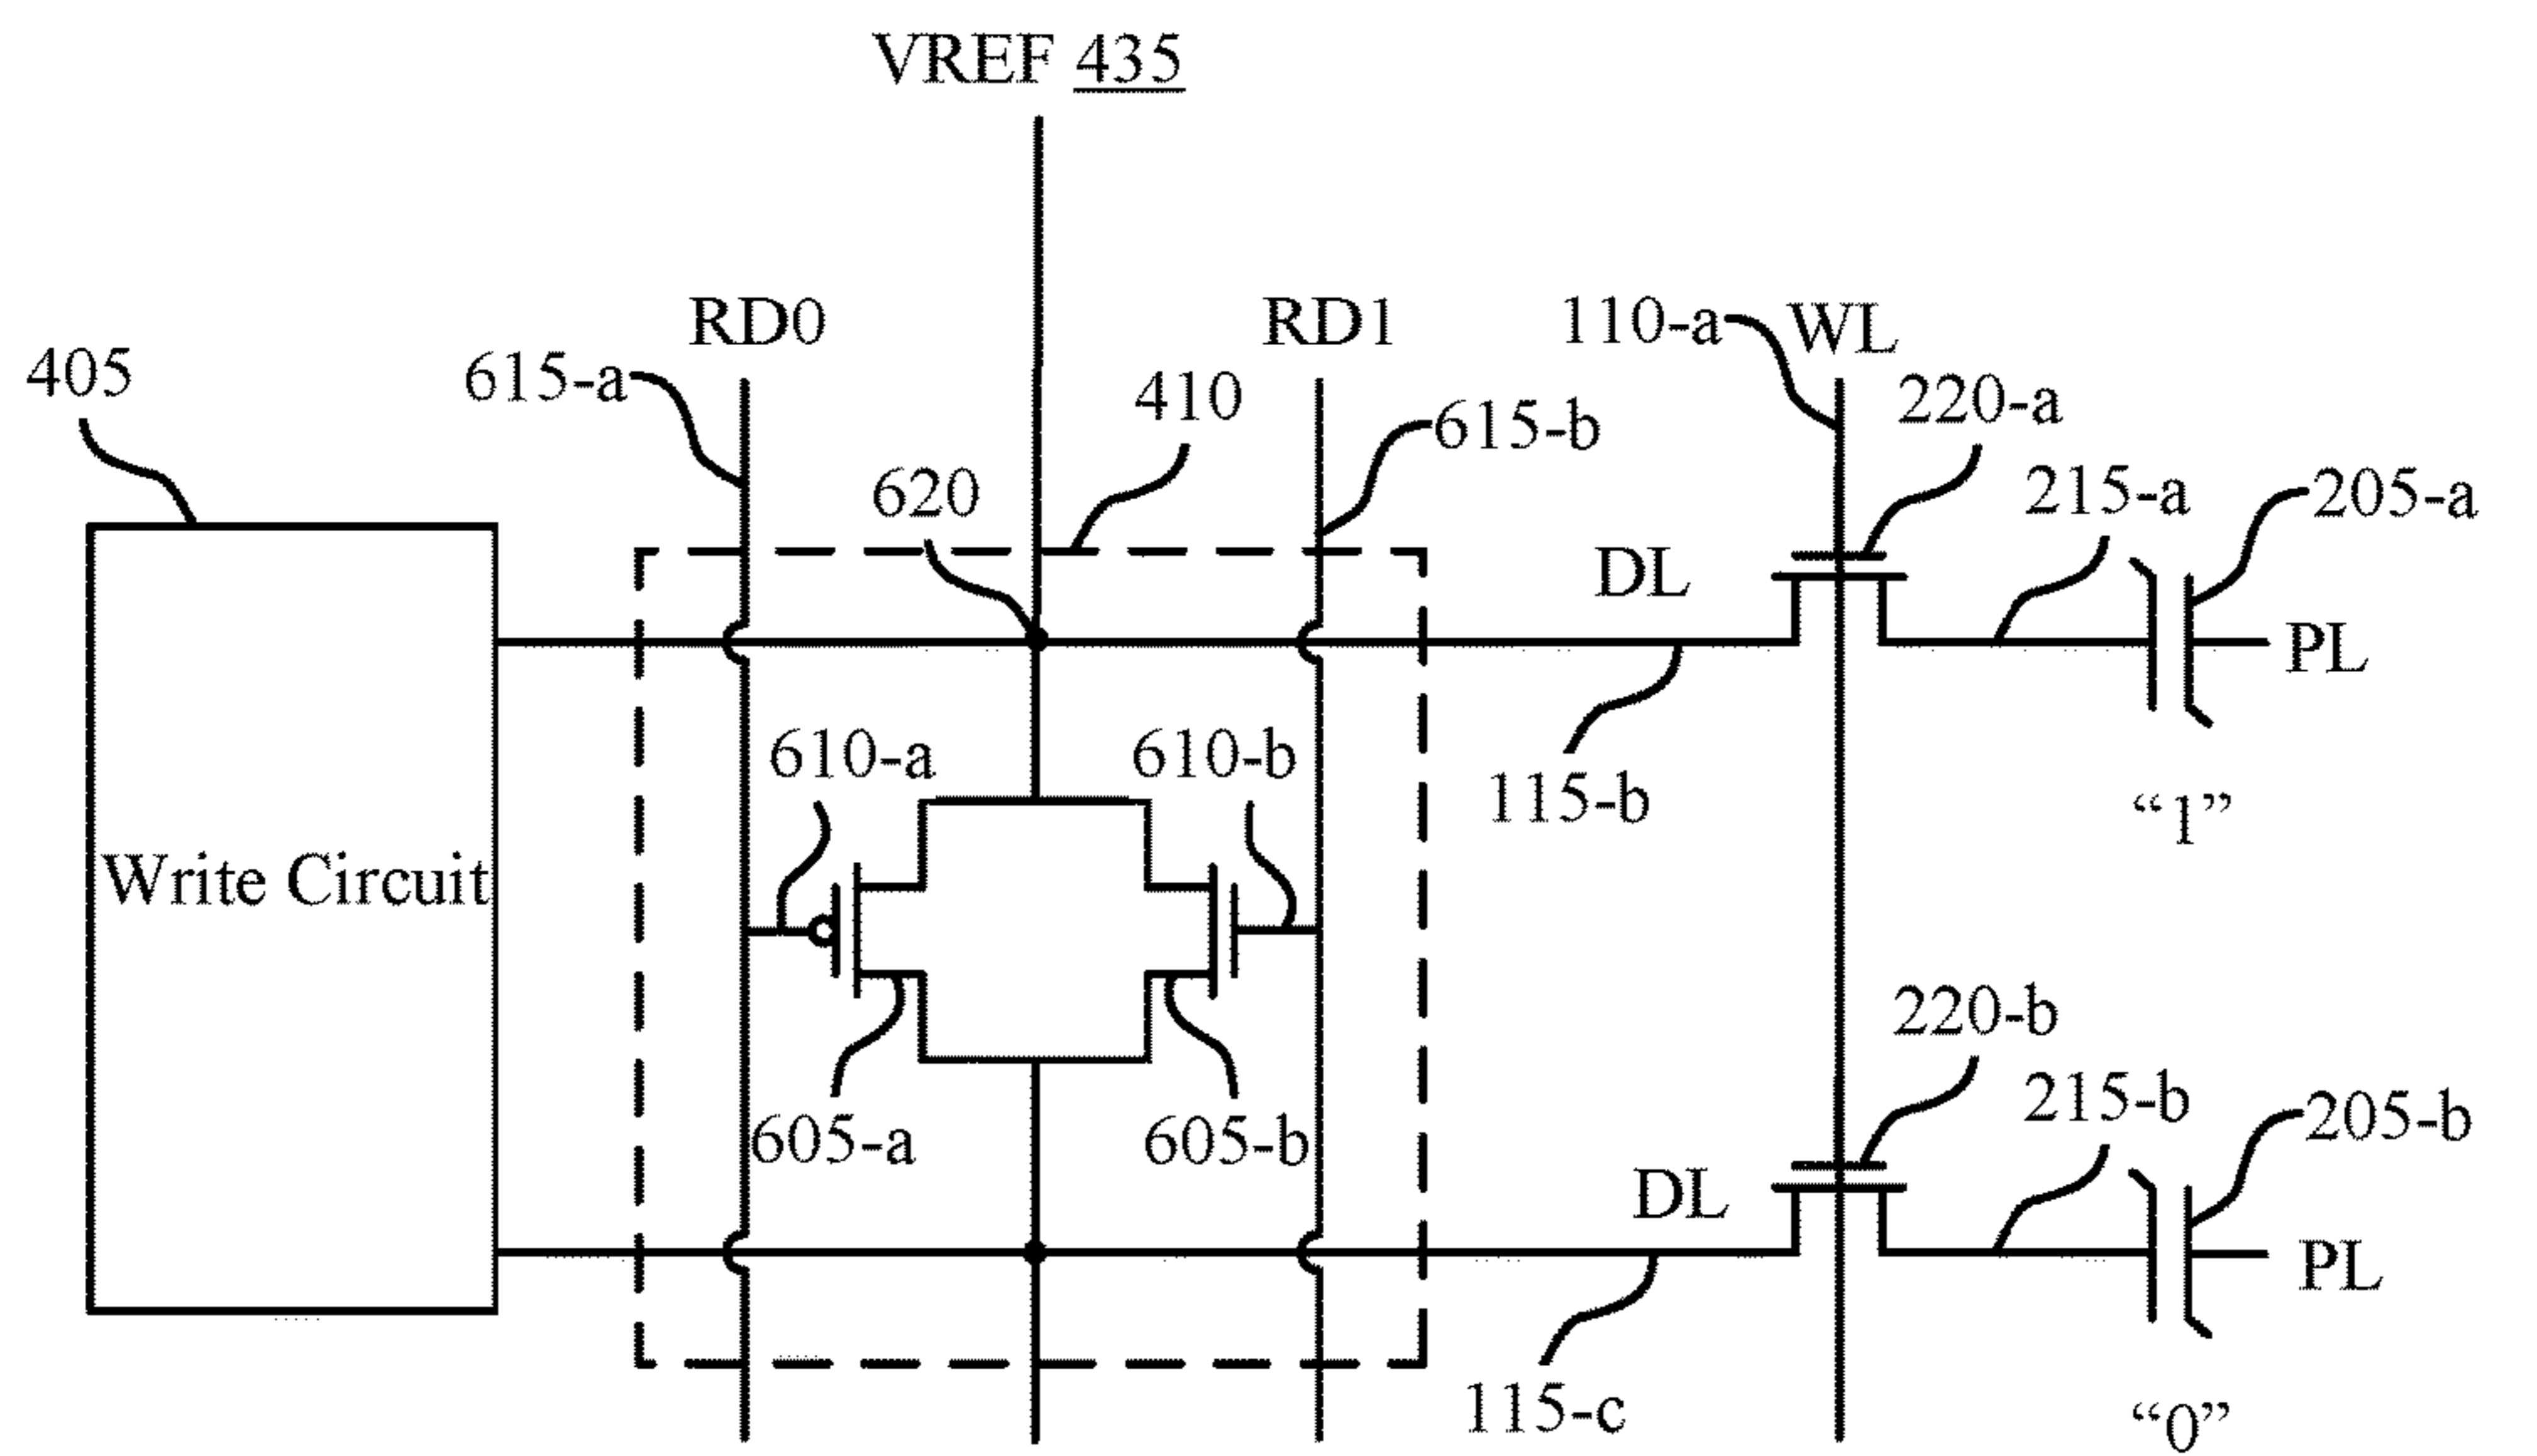 VREF 435
RD0
RD1
110-a
WL
405
615-a
410
615-b
220-a
620
215-a
205-a
DL
PL
610-a
610-b
115-b
“1”
Write Circuit
605-a
605-b
220-b
215-b
205-b
DL
PL
115-c
“0”